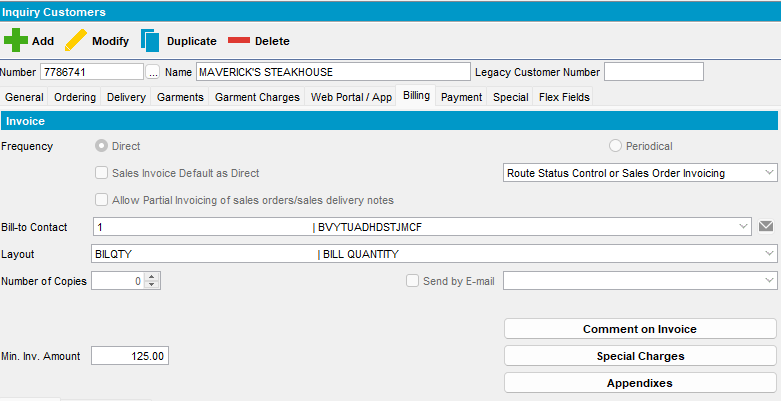 Inquiry Customers
Add Modify Duplicate Delete
Number 7786741 ... Name MAVERICK'S STEAKHOUSE Legacy Customer Number
General Ordering Delivery Garments Garment Charges Web Portal / App Billing Payment Special Flex Fields
Invoice
Frequency Direct Periodical
Sales Invoice Default as Direct Route Status Control or Sales Order Invoicing
Allow Partial Invoicing of sales orders/sales delivery notes
Bill-to Contact 1 | BVYTUADHDSTJMCF
Layout BILQTY | BILL QUANTITY
Number of Copies 0 Send by E-mail
Comment on Invoice
Min. Inv. Amount 125.00 Special Charges
Appendixes